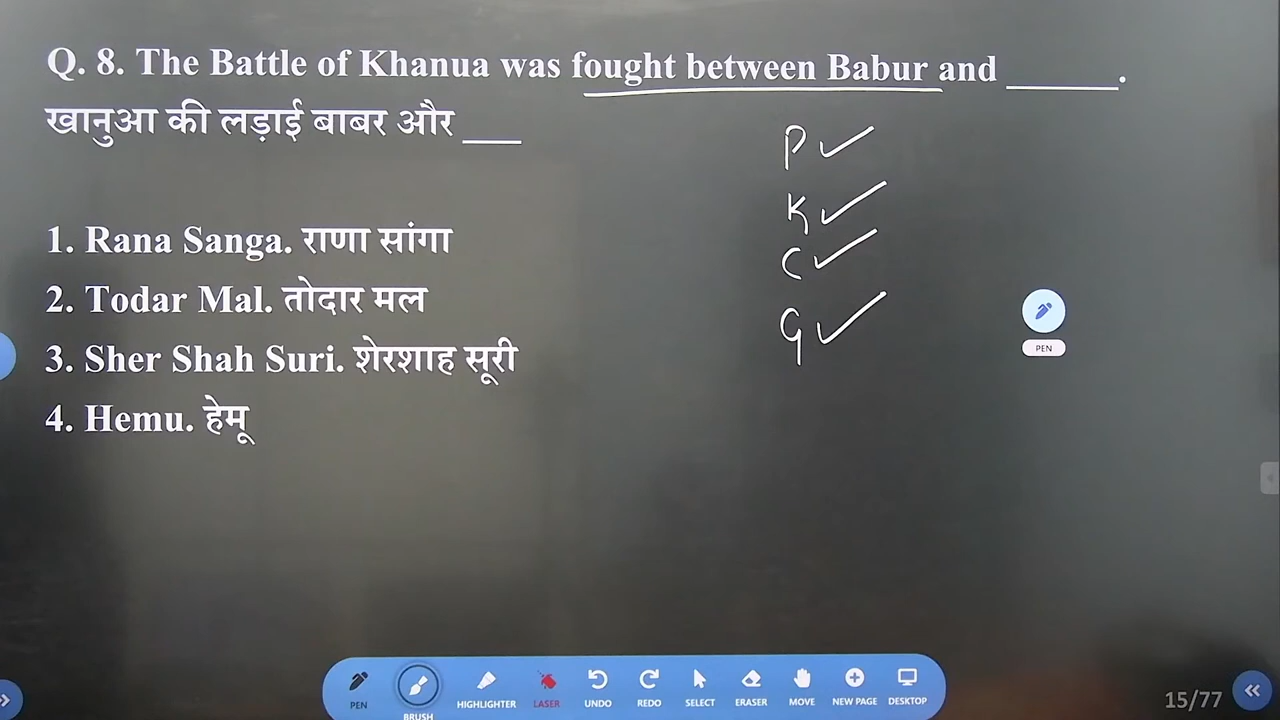 Q. 8. The Battle of Khanua was fought between Babur and ______.
खानुआ की लड़ाई बाबर और ___
P
K
C
G
1. Rana Sanga. राणा सांगा
2. Todar Mal. तोदार मल
3. Sher Shah Suri. शेरशाह सूरी
4. Hemu. हेमू
PEN
PEN
BRUSH
HIGHLIGHTER
LASER
UNDO
REDO
SELECT
ERASER
MOVE
NEW PAGE
DESKTOP
15/77